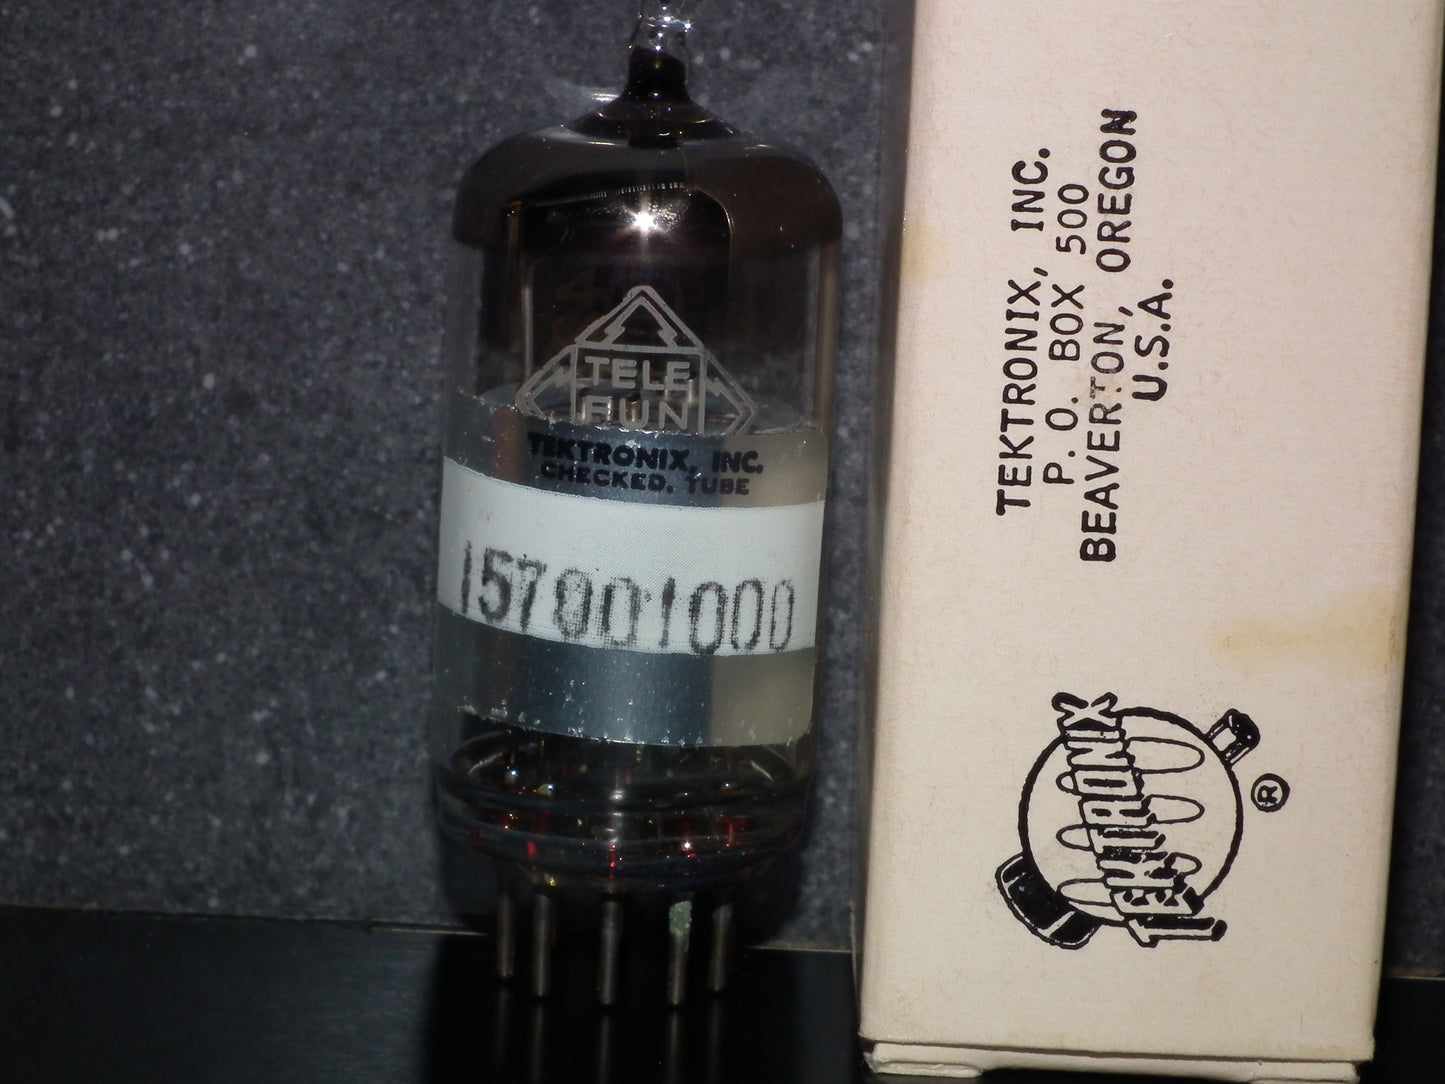 TELE
FUN
TEKTRONIX, INC.
CHECKED. TUBE
157001000
TEKTRONIX, INC.
P. O. BOX 500
BEAVERTON, OREGON
U.S.A.
TEKTRONIX
®